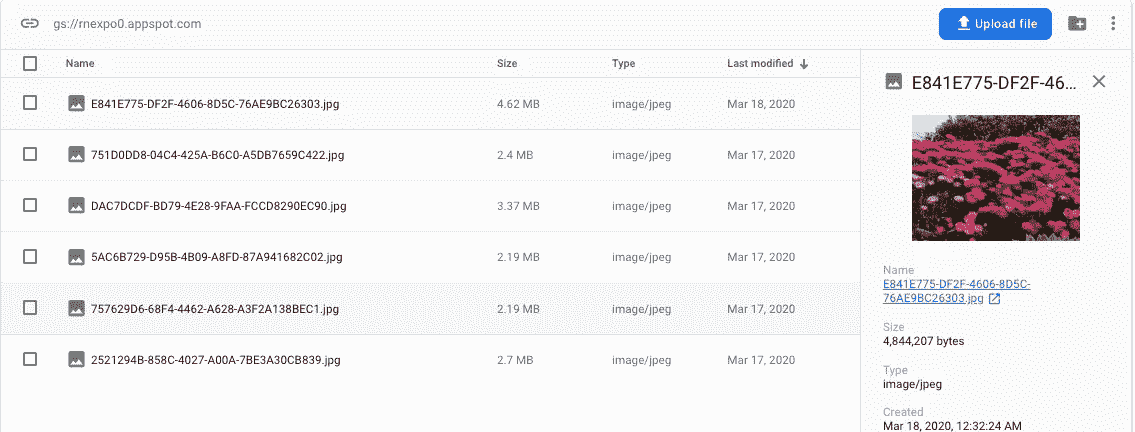 gs://rnexpo0.appspot.com
Upload file
Name Size Type Last modified
E841E775-DF2F-4606-8D5C-76AE9BC26303.jpg 4.62 MB image/jpeg Mar 18, 2020
751D0DD8-04C4-425A-B6C0-A5DB7659C422.jpg 2.4 MB image/jpeg Mar 17, 2020
DAC7DCDF-BD79-4E28-9FAA-FCCD8290EC90.jpg 3.37 MB image/jpeg Mar 17, 2020
5AC6B729-D95B-4B09-A8FD-87A941682C02.jpg 2.19 MB image/jpeg Mar 17, 2020
757629D6-68F4-4462-A628-A3F2A138BEC1.jpg 2.19 MB image/jpeg Mar 17, 2020
2521294B-858C-4027-A00A-7BE3A30CB839.jpg 2.7 MB image/jpeg Mar 17, 2020
E841E775-DF2F-46...
Name
E841E775-DF2F-4606-8D5C-
76AE9BC26303.jpg
Size
4,844,207 bytes
Type
image/jpeg
Created
Mar 18, 2020, 12:32:24 AM